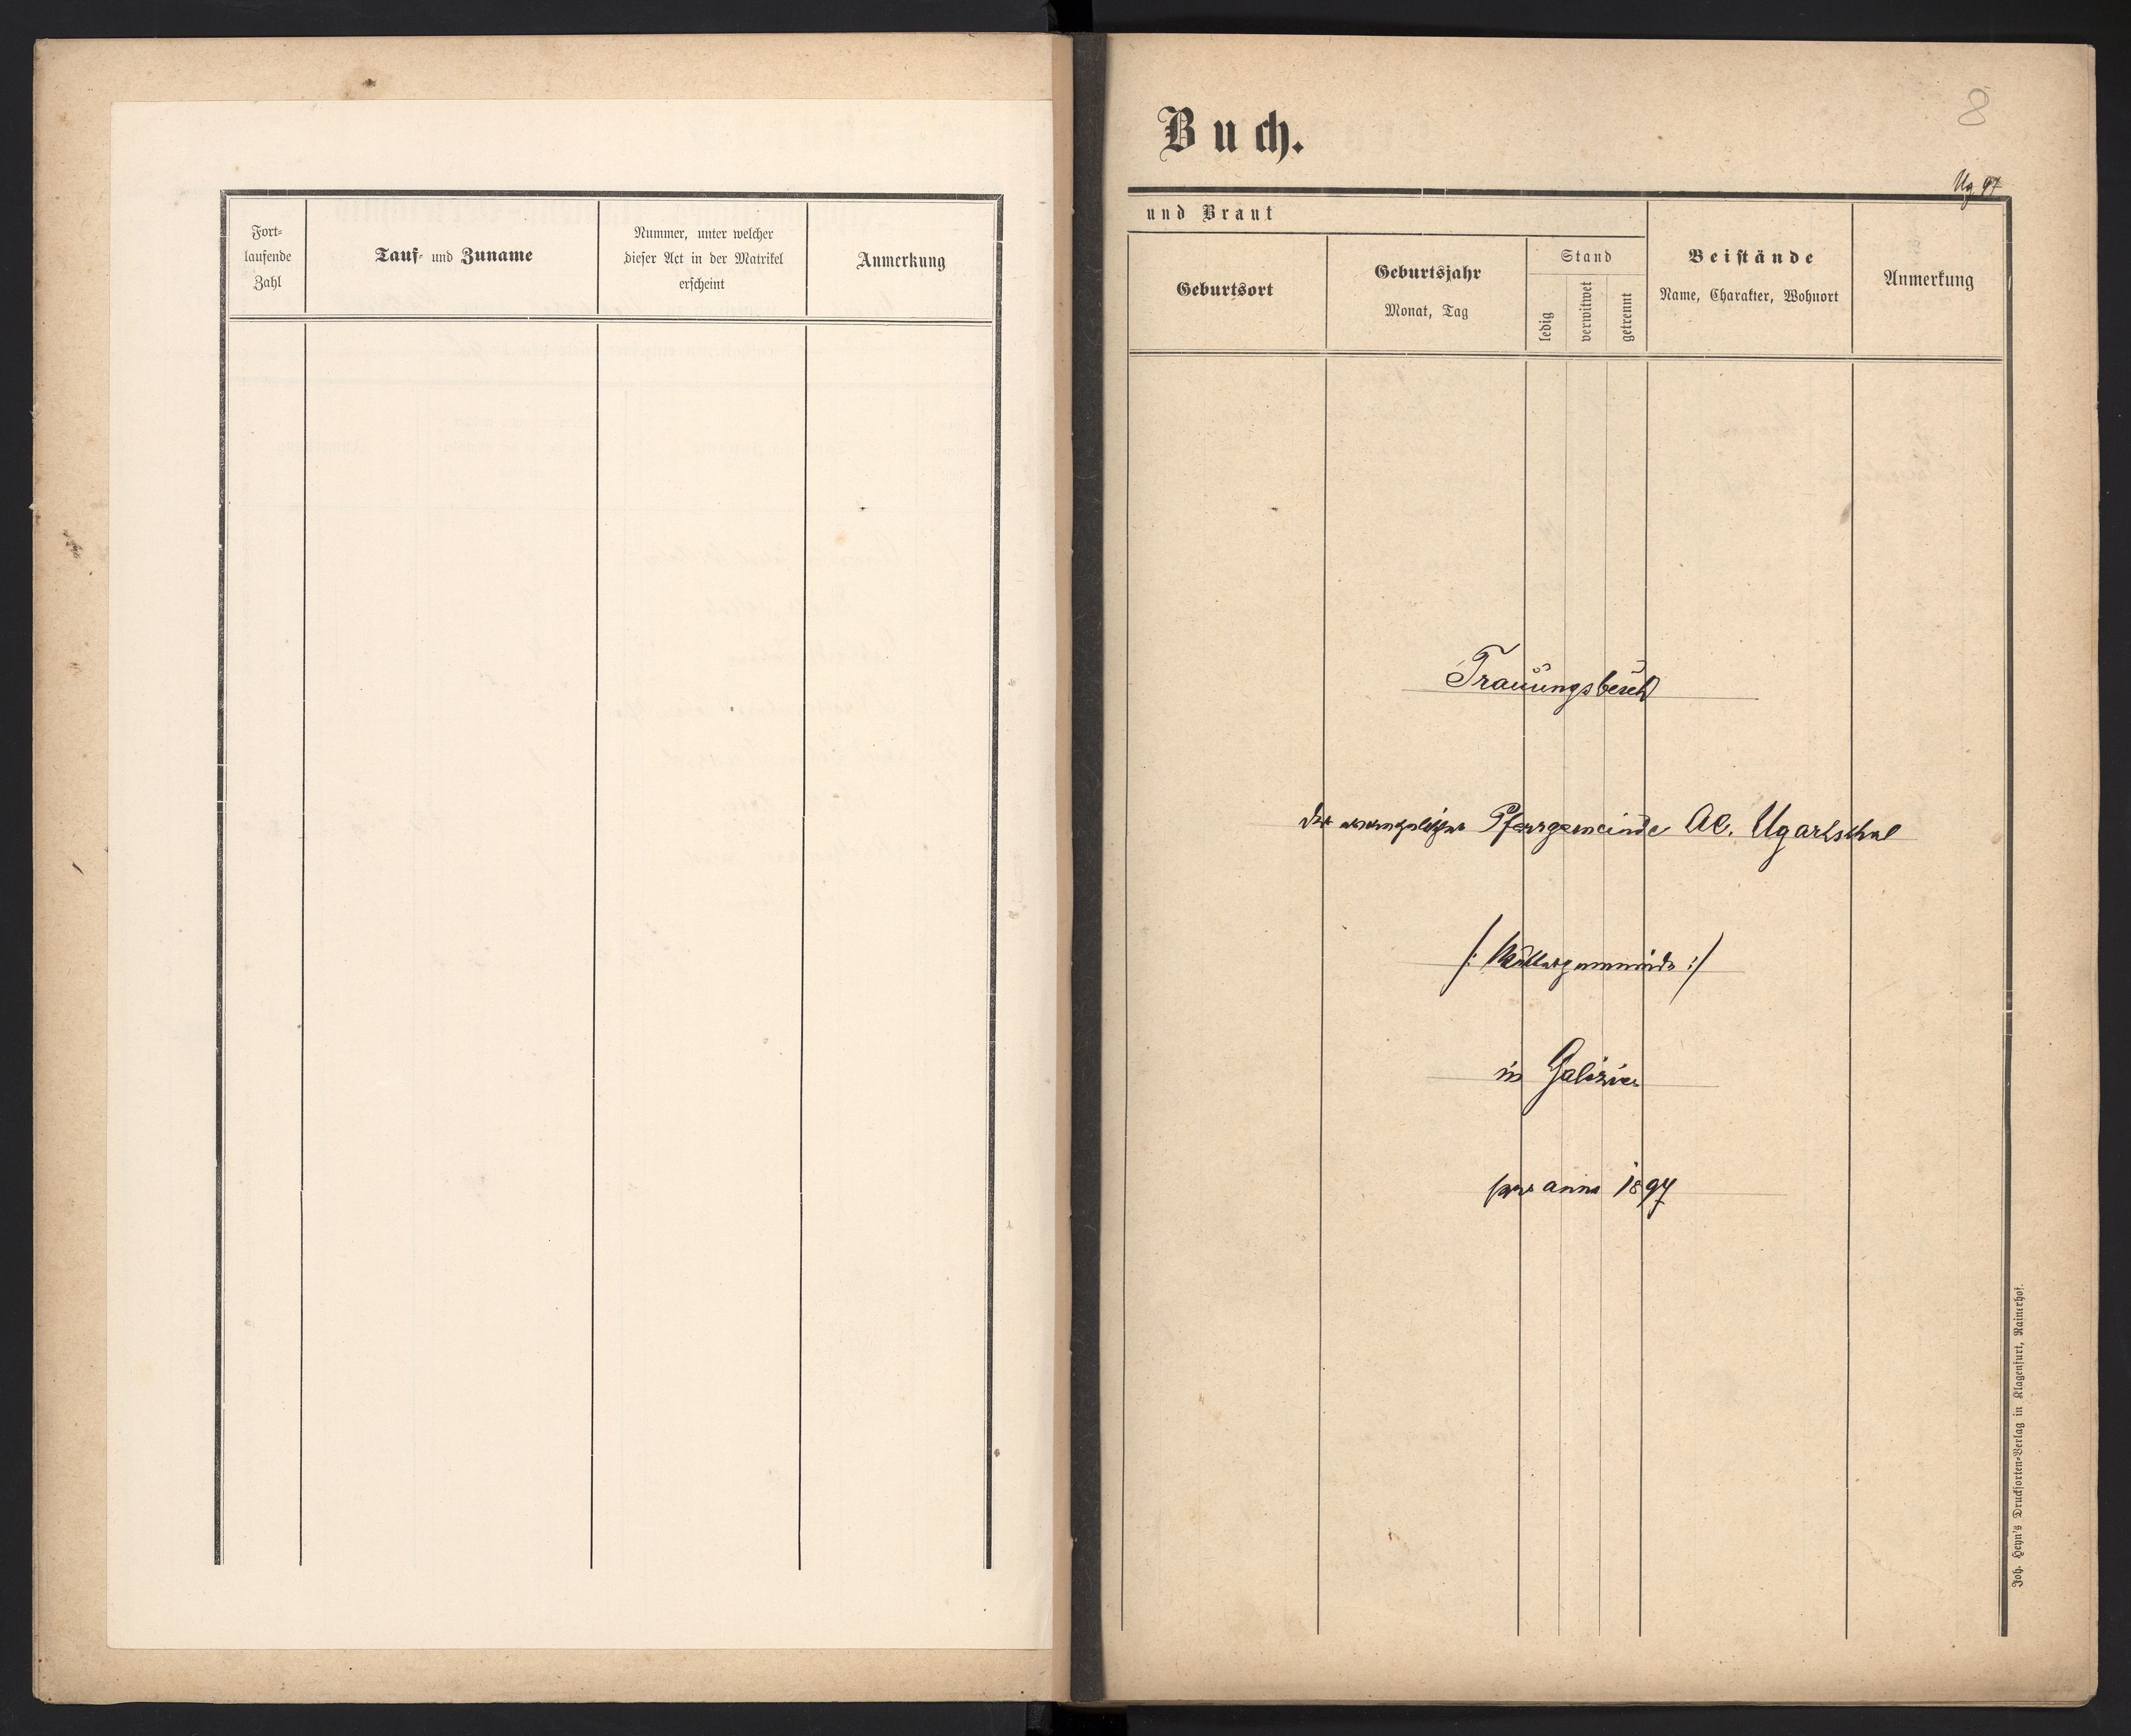 Fort-
laufende
Zahl
Tauf- und Zuname
Nummer, unter welcher
dieser Act in der Matrikel
erscheint
Anmerkung
8
Buch.
Ug 97
und Braut
Geburtsort
Geburtsjahr
Monat, Tag
Stand
ledig
verwitwet
getrennt
Beistände
Name, Charakter, Wohnort
Anmerkung
Trauungsbuch
der evangelischen Pfarrgemeinde AC. Ugartsthal
/: Muttergemeinde :/
in Galizien
pro anno 1897
Joh. Heyn's Drucksorten-Verlag in Klagenfurt, Rainerhof.